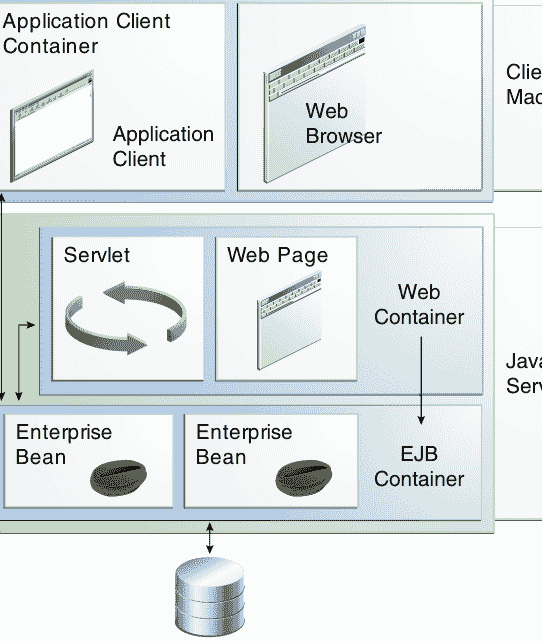 Application Client
Container
Application
Client
Web
Browser
Servlet
Web Page
Web
Container
Enterprise
Bean
Enterprise
Bean
EJB
Container